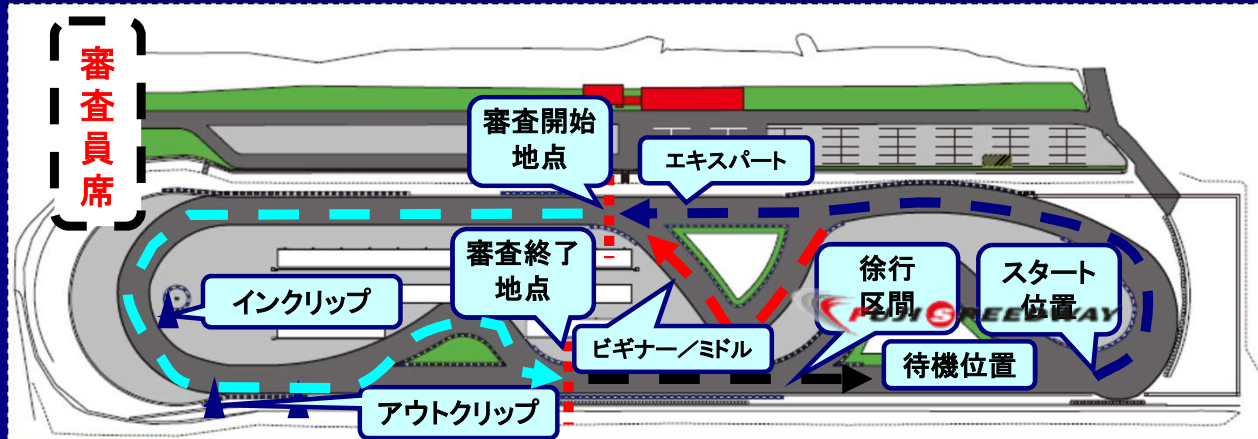 審査員席
審査開始
地点
エキスパート
審査終了
地点
徐行
区間
スタート
位置
インクリップ
FUJI SPEEDWAY
ビギナー／ミドル
待機位置
アウトクリップ